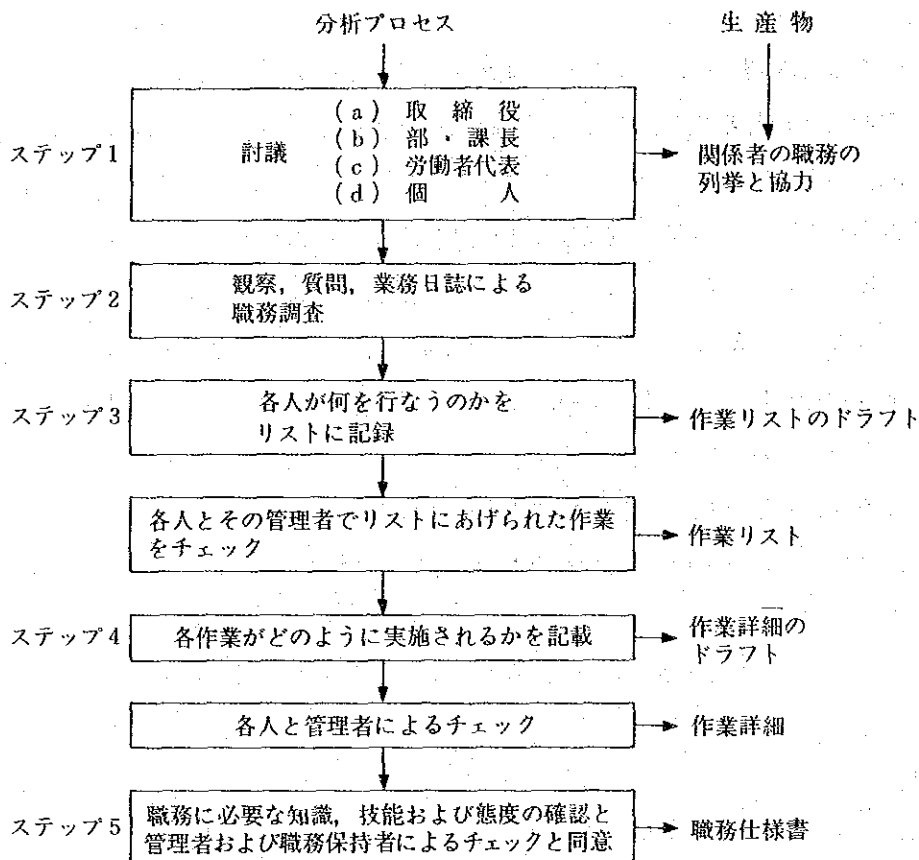 分析プロセス
生産物
ステップ1
討議
(a) 取締役
(b) 部・課長
(c) 労働者代表
(d) 個人
関係者の職務の
列挙と協力
ステップ2
観察,質問,業務日誌による
職務調査
ステップ3
各人が何を行なうのかを
リストに記録
作業リストのドラフト
各人とその管理者でリストにあげられた作業
をチェック
作業リスト
ステップ4
各作業がどのように実施されるかを記載
作業詳細の
ドラフト
各人と管理者によるチェック
作業詳細
ステップ5
職務に必要な知識,技能および態度の確認と
管理者および職務保持者によるチェックと同意
職務仕様書